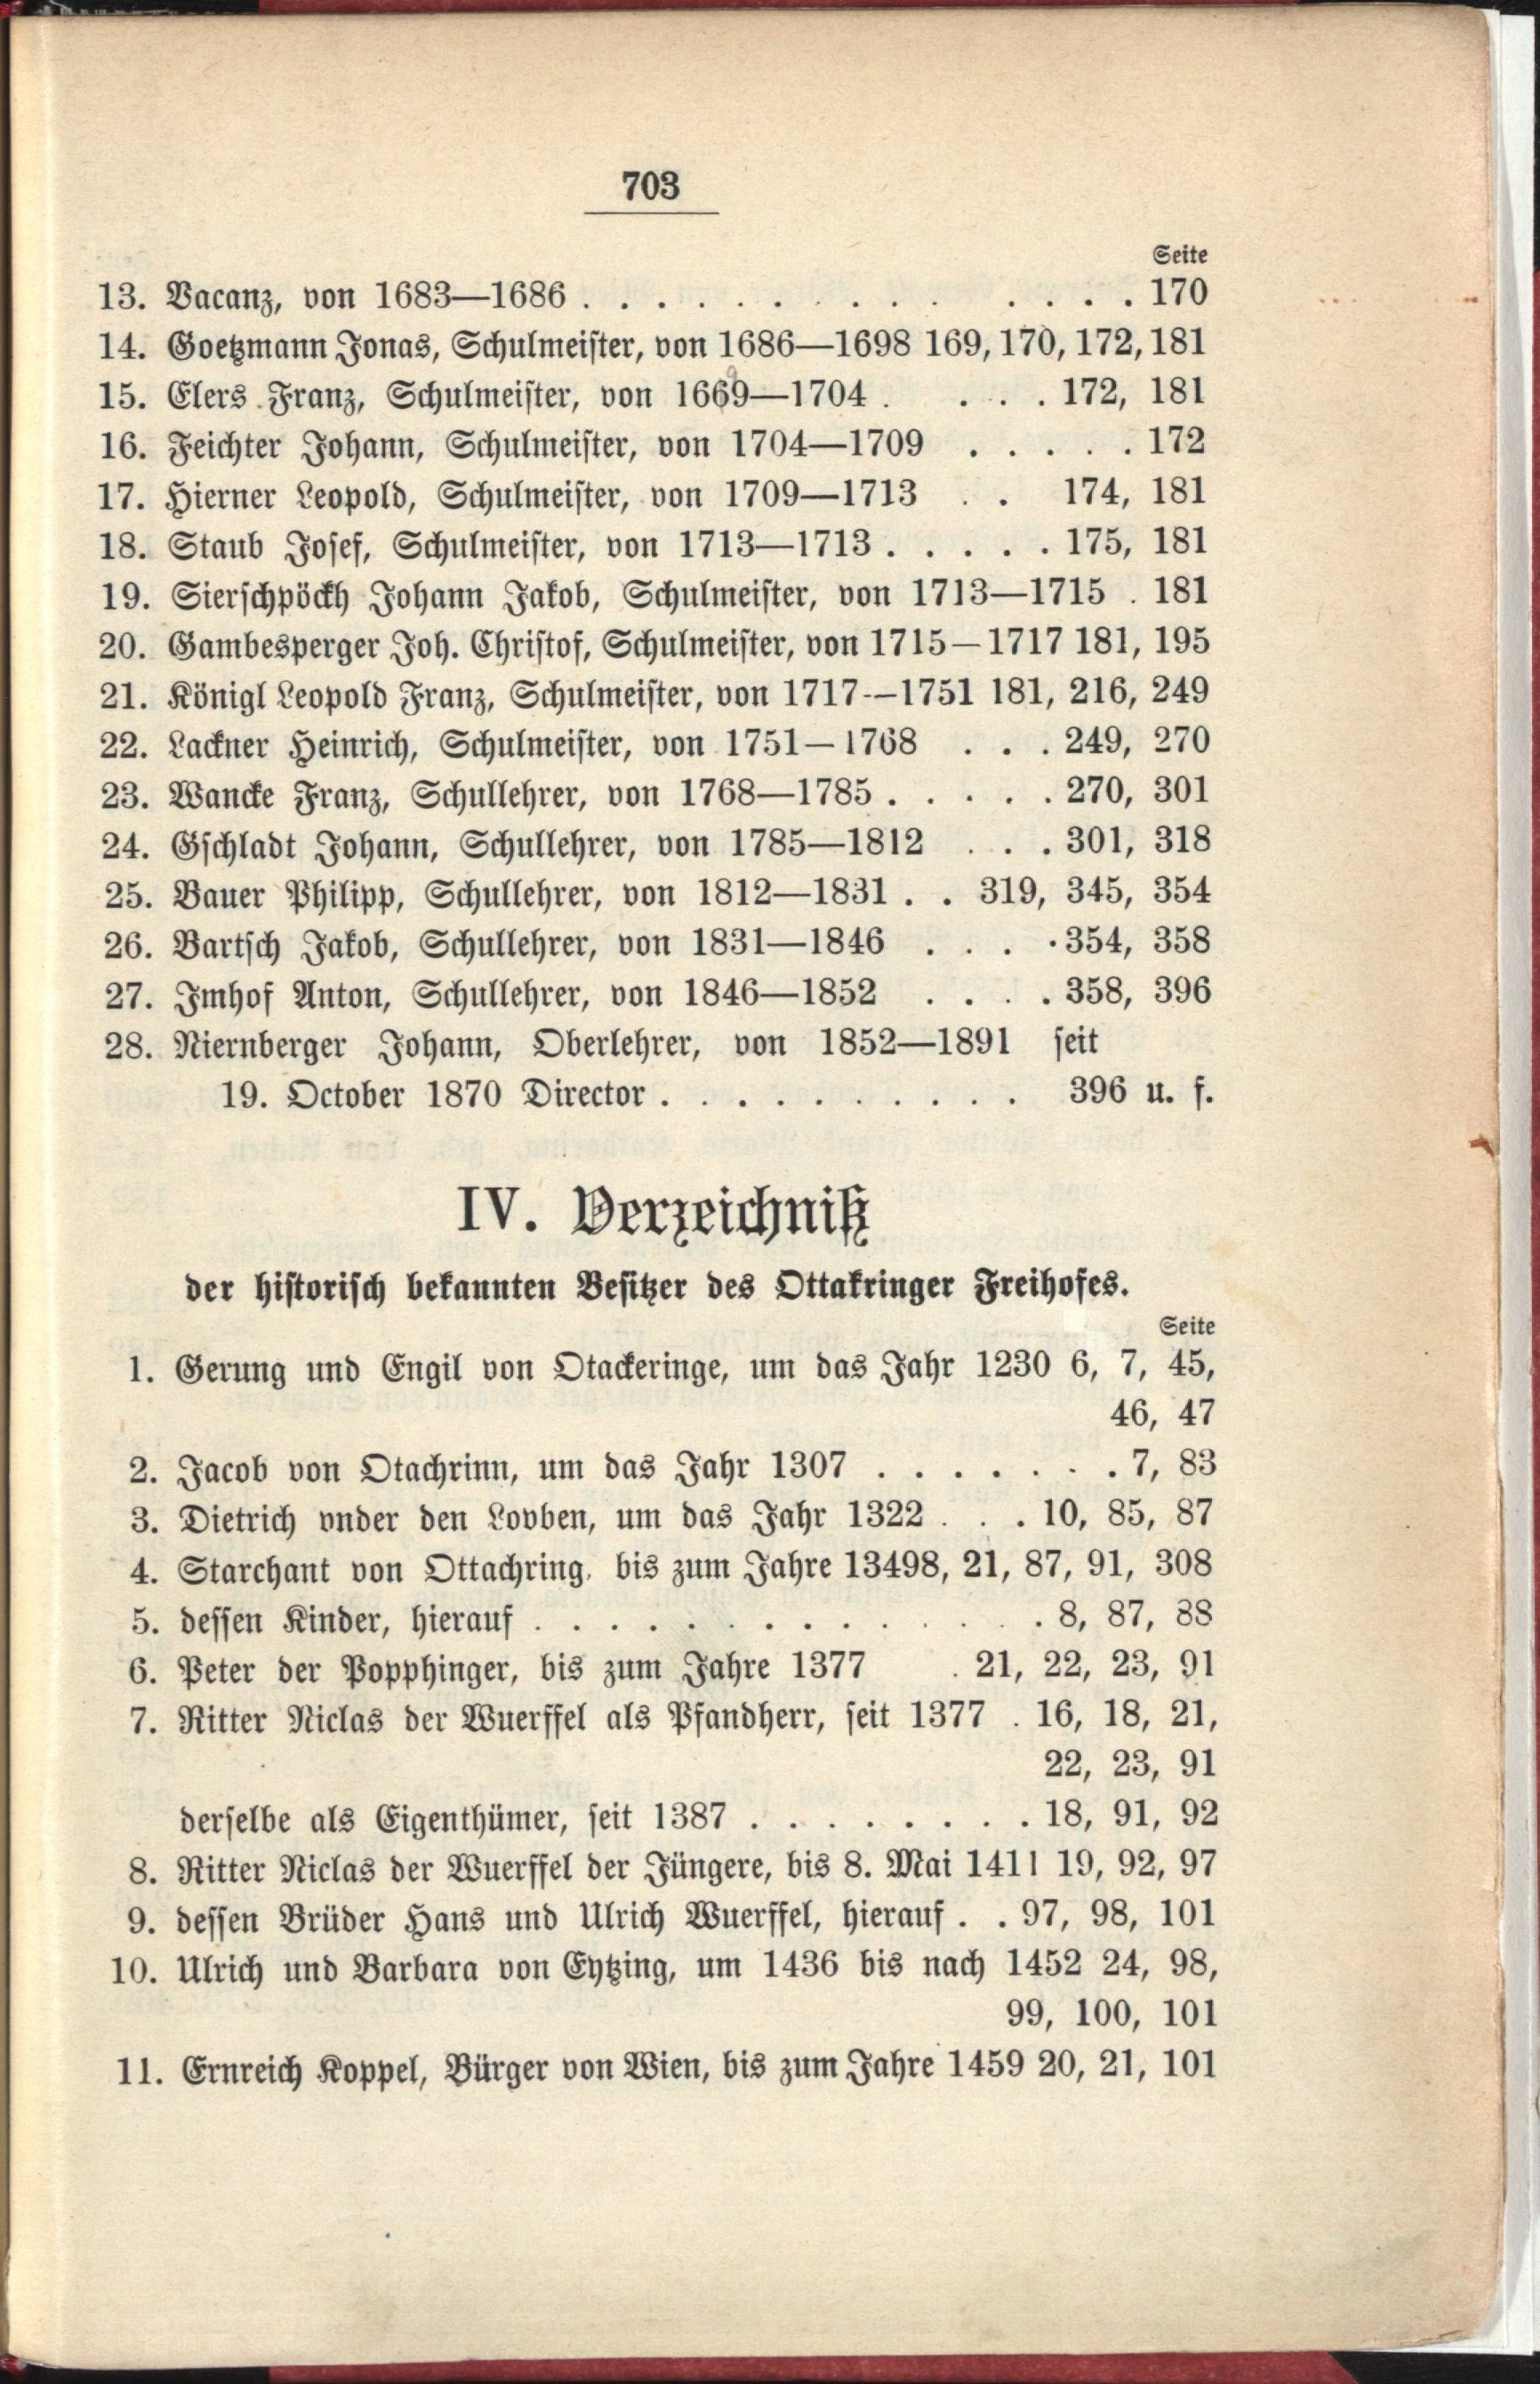 703
Seite
13. Vacanz, von 1683—1686 . . . . . . . . . . . . . . 170
14. Goetzmann Jonas, Schulmeister, von 1686—1698 169, 170, 172, 181
15. Elers Franz, Schulmeister, von 1669—1704 . . . . 172, 181
16. Feichter Johann, Schulmeister, von 1704—1709 . . . . . 172
17. Hierner Leopold, Schulmeister, von 1709—1713 . . 174, 181
18. Staub Josef, Schulmeister, von 1713—1713 . . . . . 175, 181
19. Sierschpöckh Johann Jakob, Schulmeister, von 1713—1715 . 181
20. Gambesperger Joh. Christof, Schulmeister, von 1715—1717 181, 195
21. Königl Leopold Franz, Schulmeister, von 1717-—1751 181, 216, 249
22. Lackner Heinrich, Schulmeister, von 1751—1768 . . . 249, 270
23. Wancke Franz, Schullehrer, von 1768—1785 . . . . . 270, 301
24. Gschladt Johann, Schullehrer, von 1785—1812 . . . 301, 318
25. Bauer Philipp, Schullehrer, von 1812—1831 . . 319, 345, 354
26. Bartsch Jakob, Schullehrer, von 1831—1846 . . . . 354, 358
27. Imhof Anton, Schullehrer, von 1846—1852 . . . . 358, 396
28. Niernberger Johann, Oberlehrer, von 1852—1891 seit
19. October 1870 Director . . . . . . . . . . 396 u. f.
IV. Verzeichniß
der historisch bekannten Besitzer des Ottakringer Freihofes.
Seite
1. Gerung und Engil von Otackeringe, um das Jahr 1230 6, 7, 45,
46, 47
2. Jacob von Otachrinn, um das Jahr 1307 . . . . . . . 7, 83
3. Dietrich vnder den Lovben, um das Jahr 1322 . . . 10, 85, 87
4. Starchant von Ottachring, bis zum Jahre 13498, 21, 87, 91, 308
5. dessen Kinder, hierauf . . . . . . . . . . . . . . 8, 87, 88
6. Peter der Popphinger, bis zum Jahre 1377 . 21, 22, 23, 91
7. Ritter Niclas der Wuerffel als Pfandherr, seit 1377 . 16, 18, 21,
22, 23, 91
derselbe als Eigenthümer, seit 1387 . . . . . . . . 18, 91, 92
8. Ritter Niclas der Wuerffel der Jüngere, bis 8. Mai 1411 19, 92, 97
9. dessen Brüder Hans und Ulrich Wuerffel, hierauf . . 97, 98, 101
10. Ulrich und Barbara von Eytzing, um 1436 bis nach 1452 24, 98,
99, 100, 101
11. Ernreich Koppel, Bürger von Wien, bis zum Jahre 1459 20, 21, 101